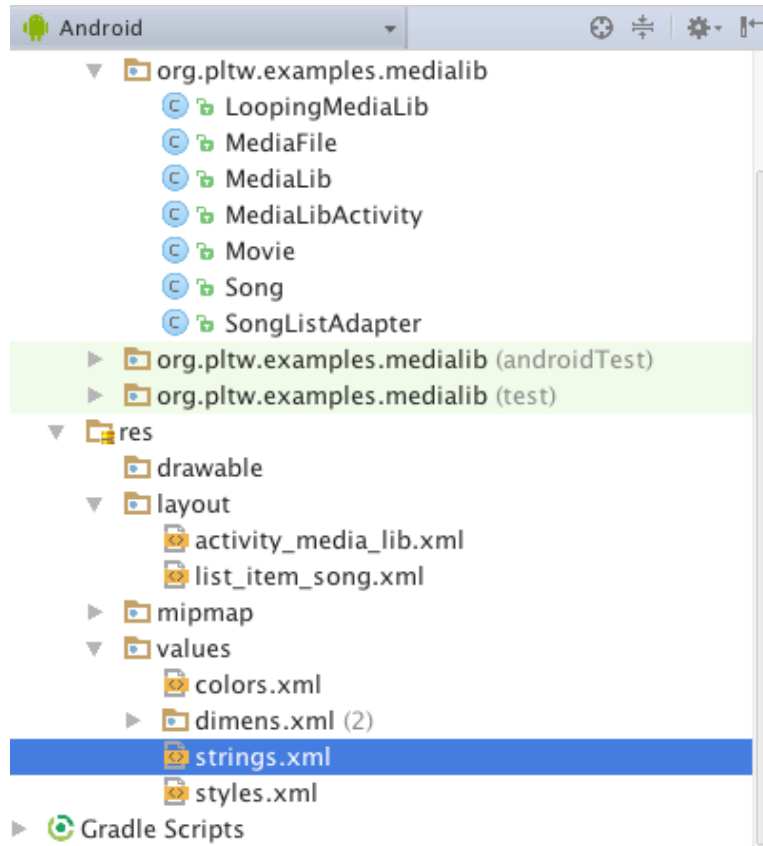 Android
org.pltw.examples.medialib
C LoopingMediaLib
C MediaFile
C MediaLib
C MediaLibActivity
C Movie
C Song
C SongListAdapter
org.pltw.examples.medialib (androidTest)
org.pltw.examples.medialib (test)
res
drawable
layout
activity_media_lib.xml
list_item_song.xml
mipmap
values
colors.xml
dimens.xml (2)
strings.xml
styles.xml
Gradle Scripts